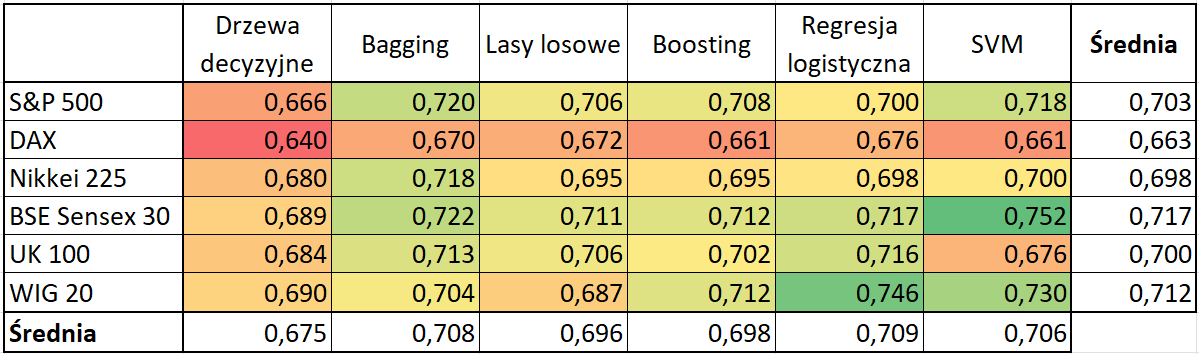 Drzewa decyzyjne Bagging Lasy losowe Boosting Regresja logistyczna SVM Średnia
S&P 500 0,666 0,720 0,706 0,708 0,700 0,718 0,703
DAX 0,640 0,670 0,672 0,661 0,676 0,661 0,663
Nikkei 225 0,680 0,718 0,695 0,695 0,698 0,700 0,698
BSE Sensex 30 0,689 0,722 0,711 0,712 0,717 0,752 0,717
UK 100 0,684 0,713 0,706 0,702 0,716 0,676 0,700
WIG 20 0,690 0,704 0,687 0,712 0,746 0,730 0,712
Średnia 0,675 0,708 0,696 0,698 0,709 0,706